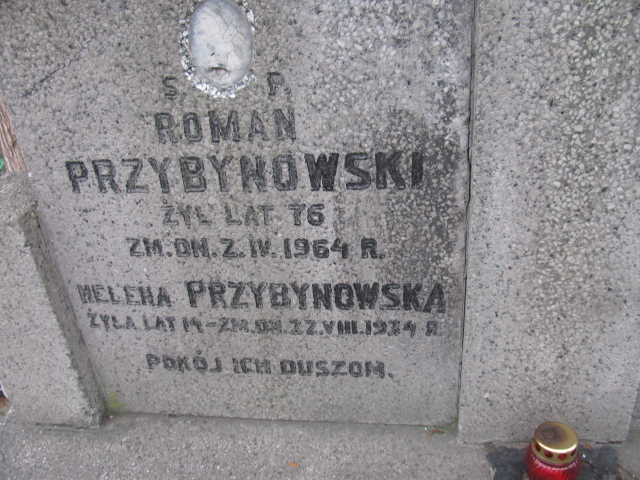 Ś. P.
ROMAN
PRZYBYNOWSKI
ŻYŁ LAT 76
ZM. DN. 2. IV. 1964 R.
HELENA PRZYBYNOWSKA
ŻYŁA LAT 14 - ZM. DN. 22. VIII. 1934 R.
POKÓJ ICH DUSZOM.